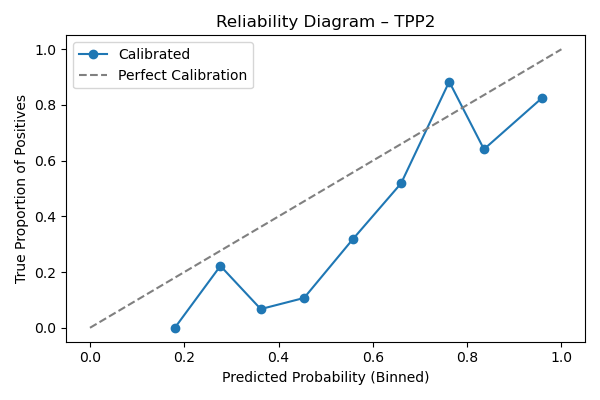 Reliability Diagram – TPP2
Calibrated
Perfect Calibration
True Proportion of Positives
1.0
0.8
0.6
0.4
0.2
0.0
0.0 0.2 0.4 0.6 0.8 1.0
Predicted Probability (Binned)